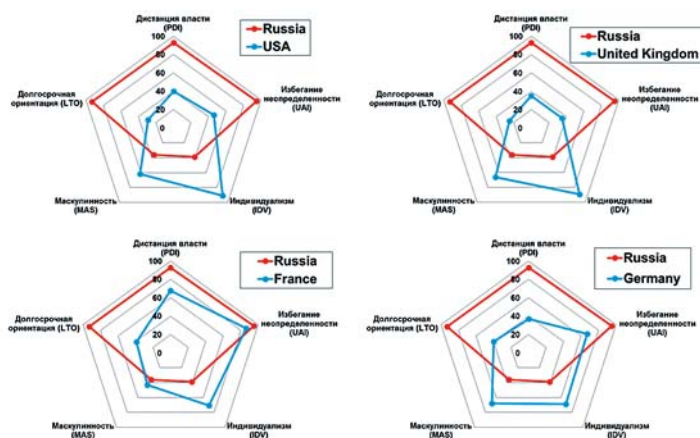 Дистанция власти
(PDI)
100
80
60
40
20
0
Russia
USA
Избегание
неопределенности
(UAI)
Индивидуализм
(IDV)
Маскулинность
(MAS)
Долгосрочная
ориентация (LTO)
Дистанция власти
(PDI)
100
80
60
40
20
0
Russia
United Kingdom
Избегание
неопределенности
(UAI)
Индивидуализм
(IDV)
Маскулинность
(MAS)
Долгосрочная
ориентация (LTO)
Дистанция власти
(PDI)
100
80
60
40
20
0
Russia
France
Избегание
неопределенности
(UAI)
Индивидуализм
(IDV)
Маскулинность
(MAS)
Долгосрочная
ориентация (LTO)
Дистанция власти
(PDI)
100
80
60
40
20
0
Russia
Germany
Избегание
неопределенности
(UAI)
Индивидуализм
(IDV)
Маскулинность
(MAS)
Долгосрочная
ориентация (LTO)